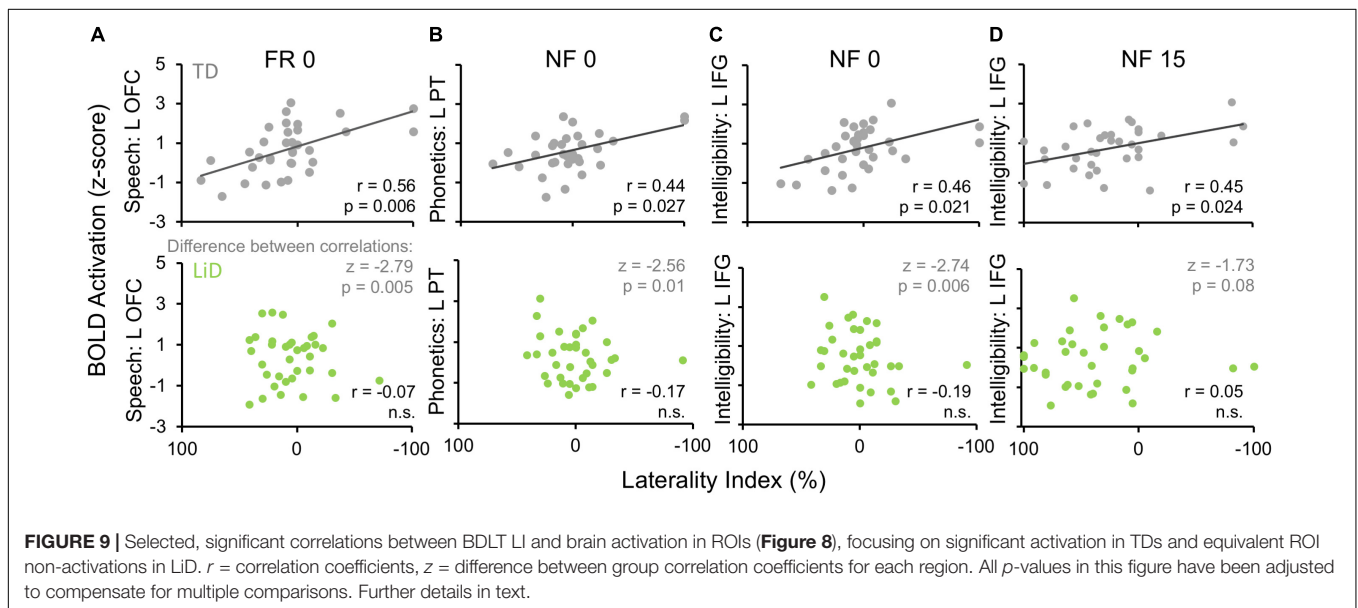 A
B
C
D
FR 0
NF 0
NF 0
NF 15
BOLD Activation (z-score)
Speech: L OFC
5
3
1
-1
-3
TD
r = 0.56
p = 0.006
Phonetics: L PT
r = 0.44
p = 0.027
Intelligibility: L IFG
r = 0.46
p = 0.021
Intelligibility: L IFG
r = 0.45
p = 0.024
Difference between correlations:
Speech: L OFC
5
3
1
-1
-3
LiD
z = -2.79
p = 0.005
r = -0.07
n.s.
100
0
-100
Phonetics: L PT
z = -2.56
p = 0.01
r = -0.17
n.s.
100
0
-100
Intelligibility: L IFG
z = -2.74
p = 0.006
r = -0.19
n.s.
100
0
-100
Intelligibility: L IFG
z = -1.73
p = 0.08
r = 0.05
n.s.
100
0
-100
Laterality Index (%)
FIGURE 9 | Selected, significant correlations between BDLT LI and brain activation in ROIs (Figure 8), focusing on significant activation in TDs and equivalent ROI
non-activations in LiD. r = correlation coefficients, z = difference between group correlation coefficients for each region. All p-values in this figure have been adjusted
to compensate for multiple comparisons. Further details in text.